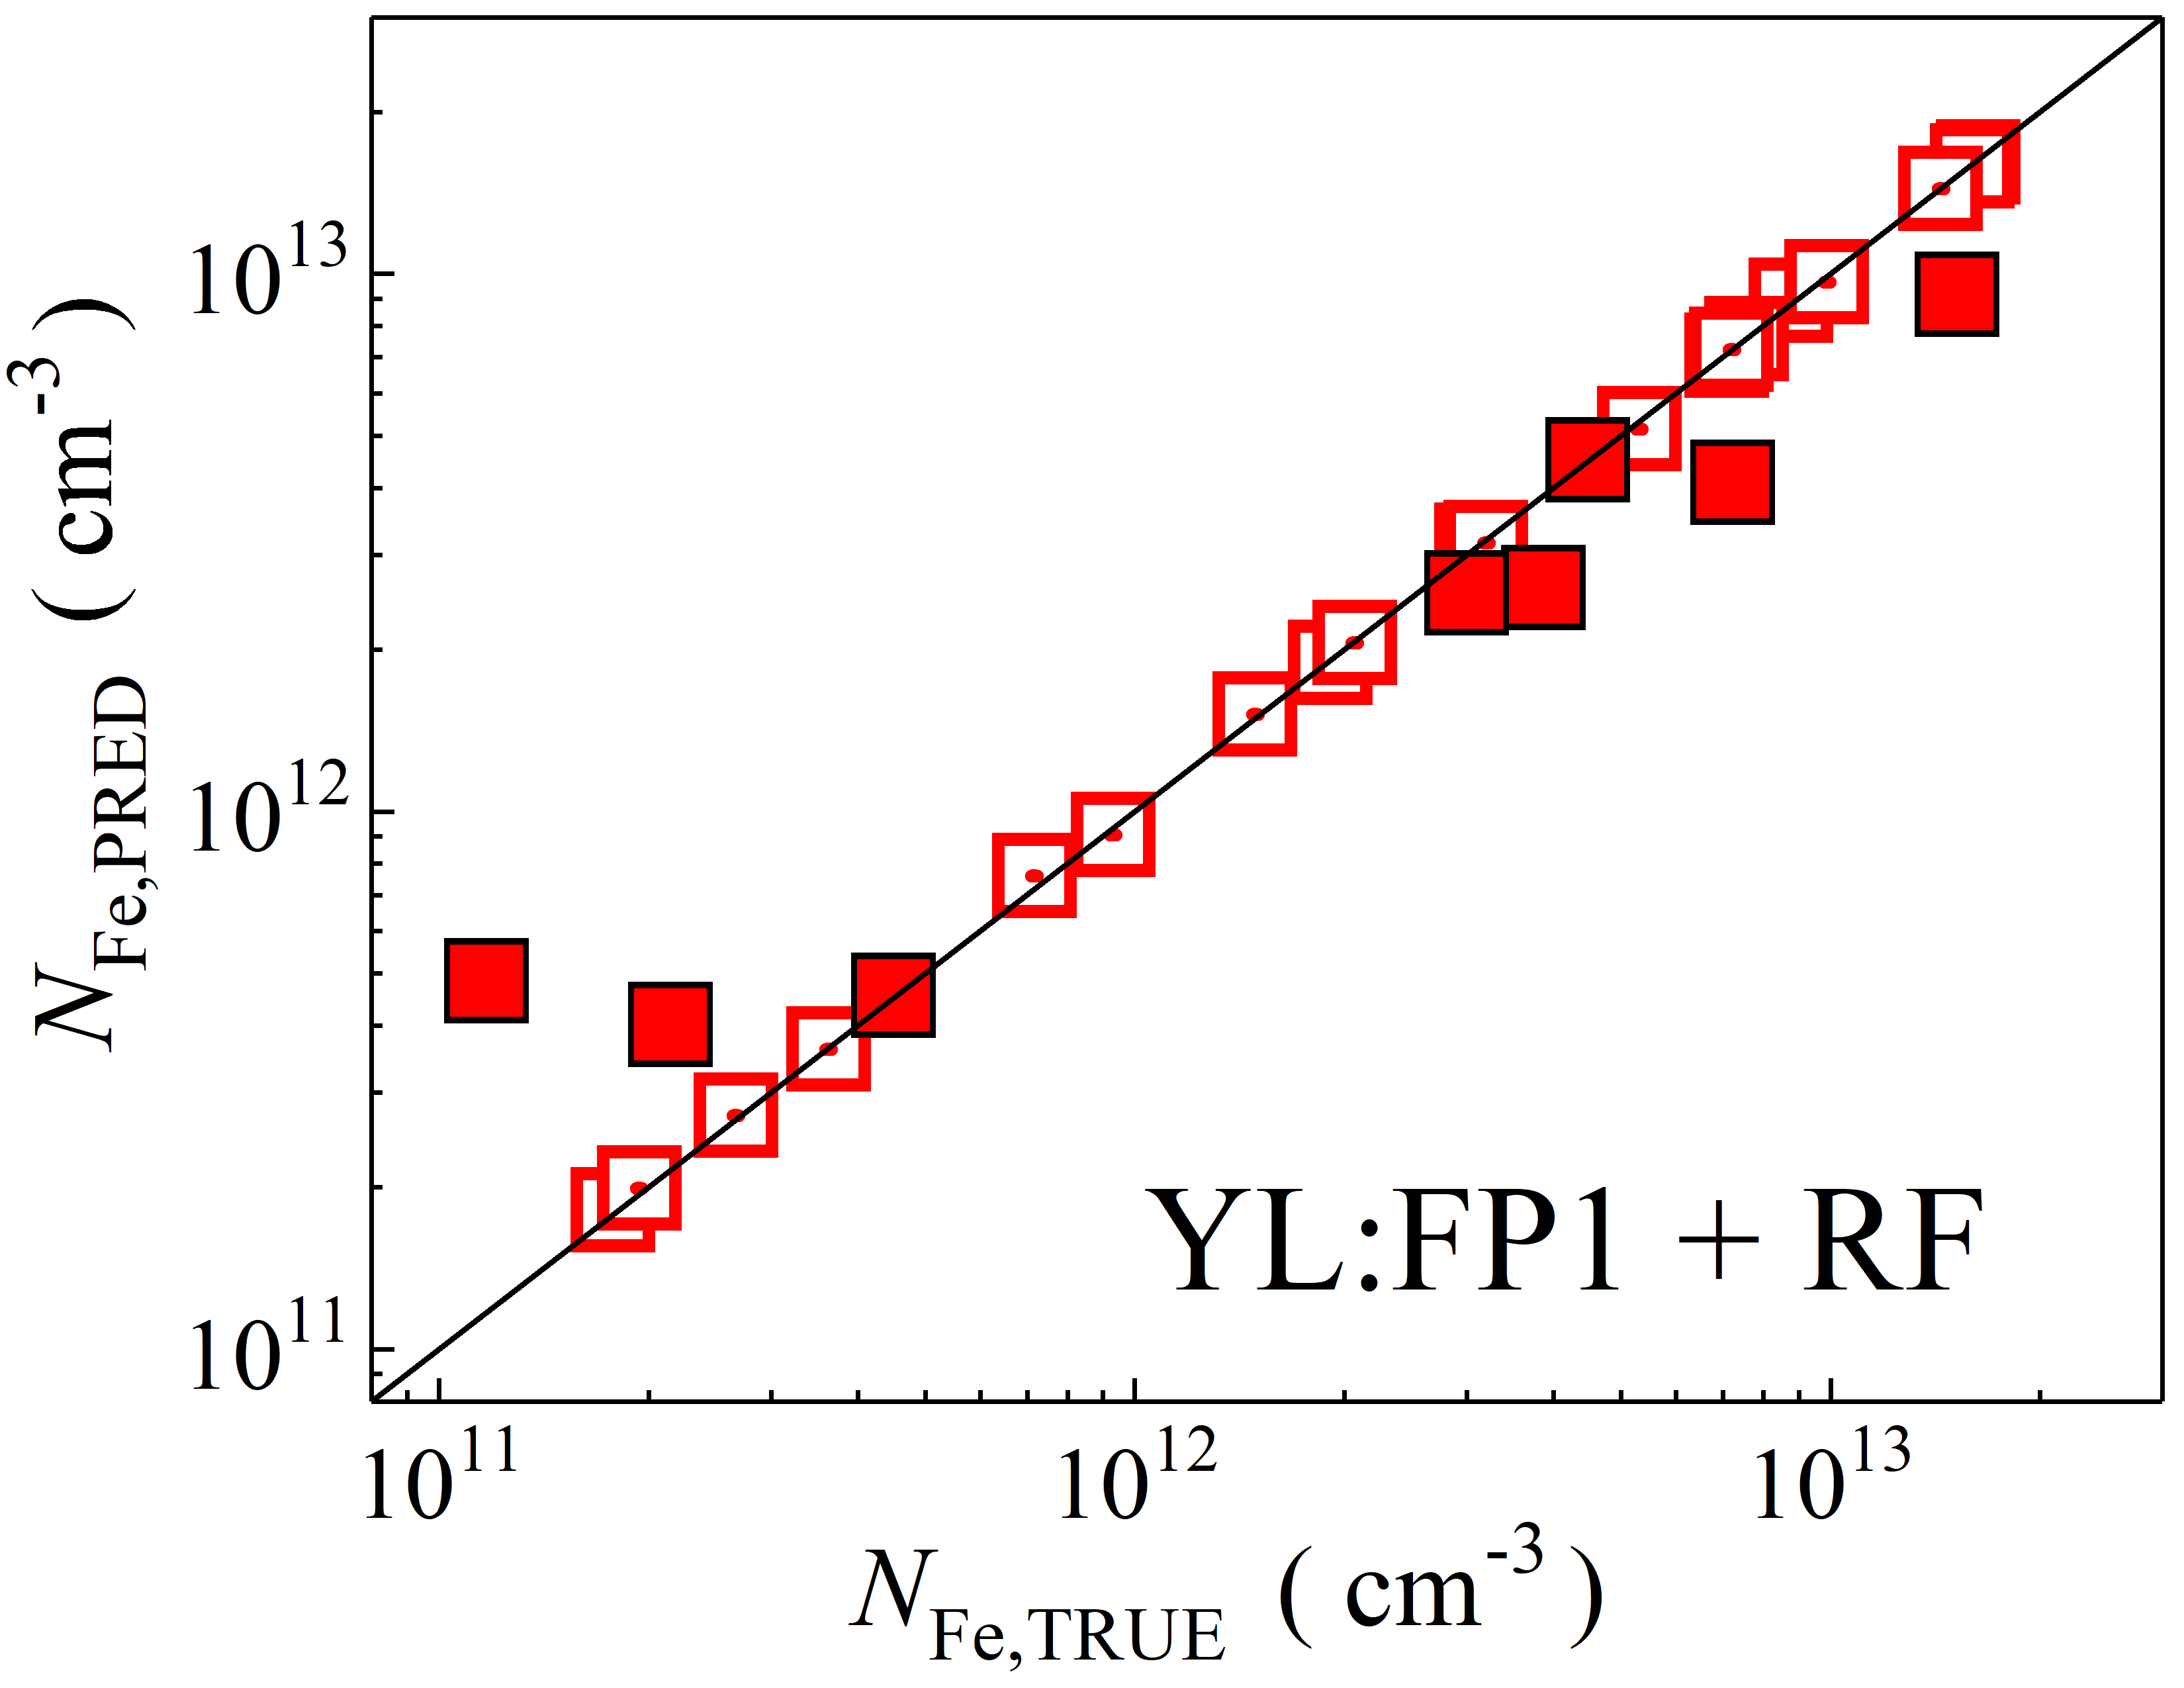 N_Fe,PRED ( cm^-3 )
10^13
10^12
10^11
YL:FP1 + RF
10^11 10^12 10^13
N_Fe,TRUE ( cm^-3 )